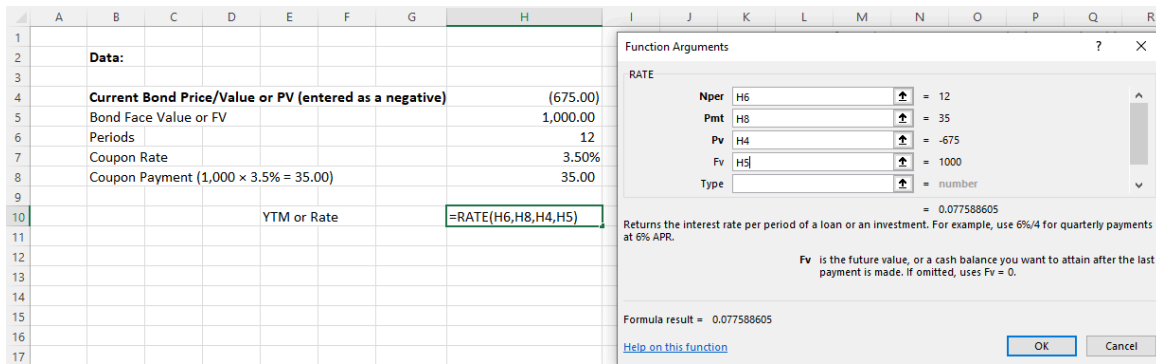 A B C D E F G H I J K L M N O P Q R
1
2 Data:
3
4 Current Bond Price/Value or PV (entered as a negative) (675.00)
5 Bond Face Value or FV 1,000.00
6 Periods 12
7 Coupon Rate 3.50%
8 Coupon Payment (1,000 × 3.5% = 35.00) 35.00
9
10 YTM or Rate =RATE(H6,H8,H4,H5)
11
12
13
14
15
16
17
Function Arguments ? ×
RATE
Nper H6 = 12
Pmt H8 = 35
Pv H4 = -675
Fv H5 = 1000
Type = number
= 0.077588605
Returns the interest rate per period of a loan or an investment. For example, use 6%/4 for quarterly payments
at 6% APR.
Fv is the future value, or a cash balance you want to attain after the last
payment is made. If omitted, uses Fv = 0.
Formula result = 0.077588605
Help on this function OK Cancel